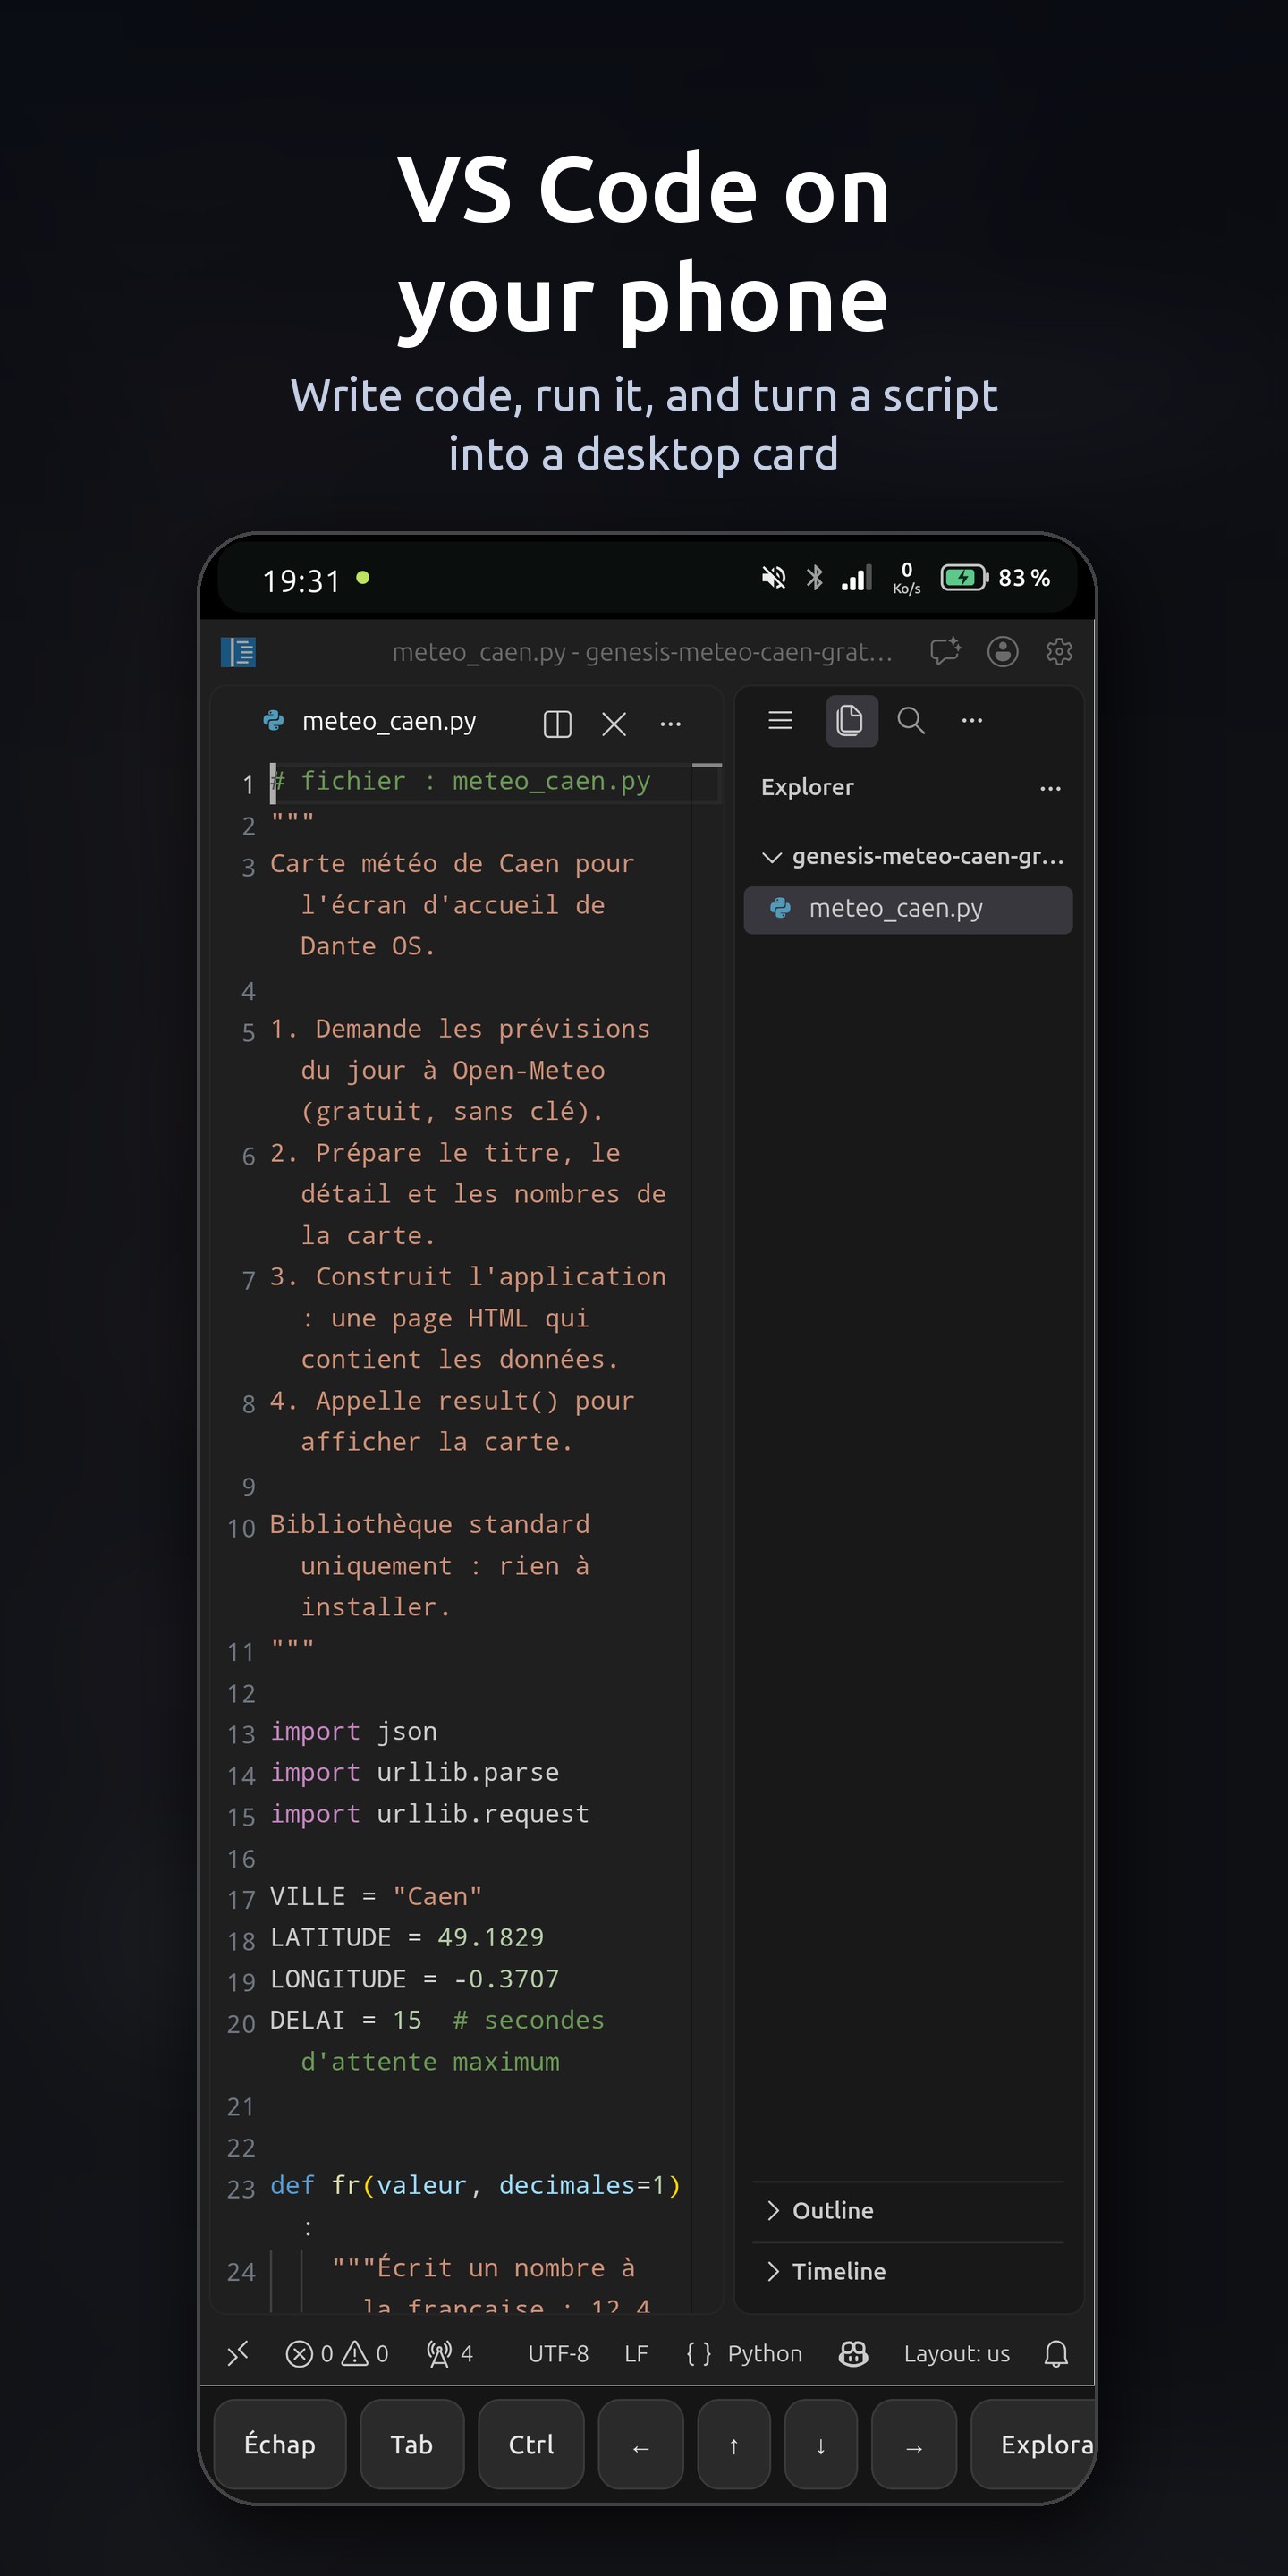 VS Code on
your phone
Write code, run it, and turn a script
into a desktop card
19:31
0
Ko/s
83 %
meteo_caen.py - genesis-meteo-caen-grat…
meteo_caen.py
1 # fichier : meteo_caen.py
2 """
3 Carte météo de Caen pour
l'écran d'accueil de
Dante OS.
4
5 1. Demande les prévisions
du jour à Open-Meteo
(gratuit, sans clé).
6 2. Prépare le titre, le
détail et les nombres de
la carte.
7 3. Construit l'application
: une page HTML qui
contient les données.
8 4. Appelle result() pour
afficher la carte.
9
10 Bibliothèque standard
uniquement : rien à
installer.
11 """
12
13 import json
14 import urllib.parse
15 import urllib.request
16
17 VILLE = "Caen"
18 LATITUDE = 49.1829
19 LONGITUDE = -0.3707
20 DELAI = 15  # secondes
d'attente maximum
21
22
23 def fr(valeur, decimales=1)
:
24 """Écrit un nombre à
la française : 12,4
Explorer
genesis-meteo-caen-gr…
meteo_caen.py
Outline
Timeline
0 0 4 UTF-8 LF { } Python Layout: us
Échap Tab Ctrl ← ↑ ↓ → Explora